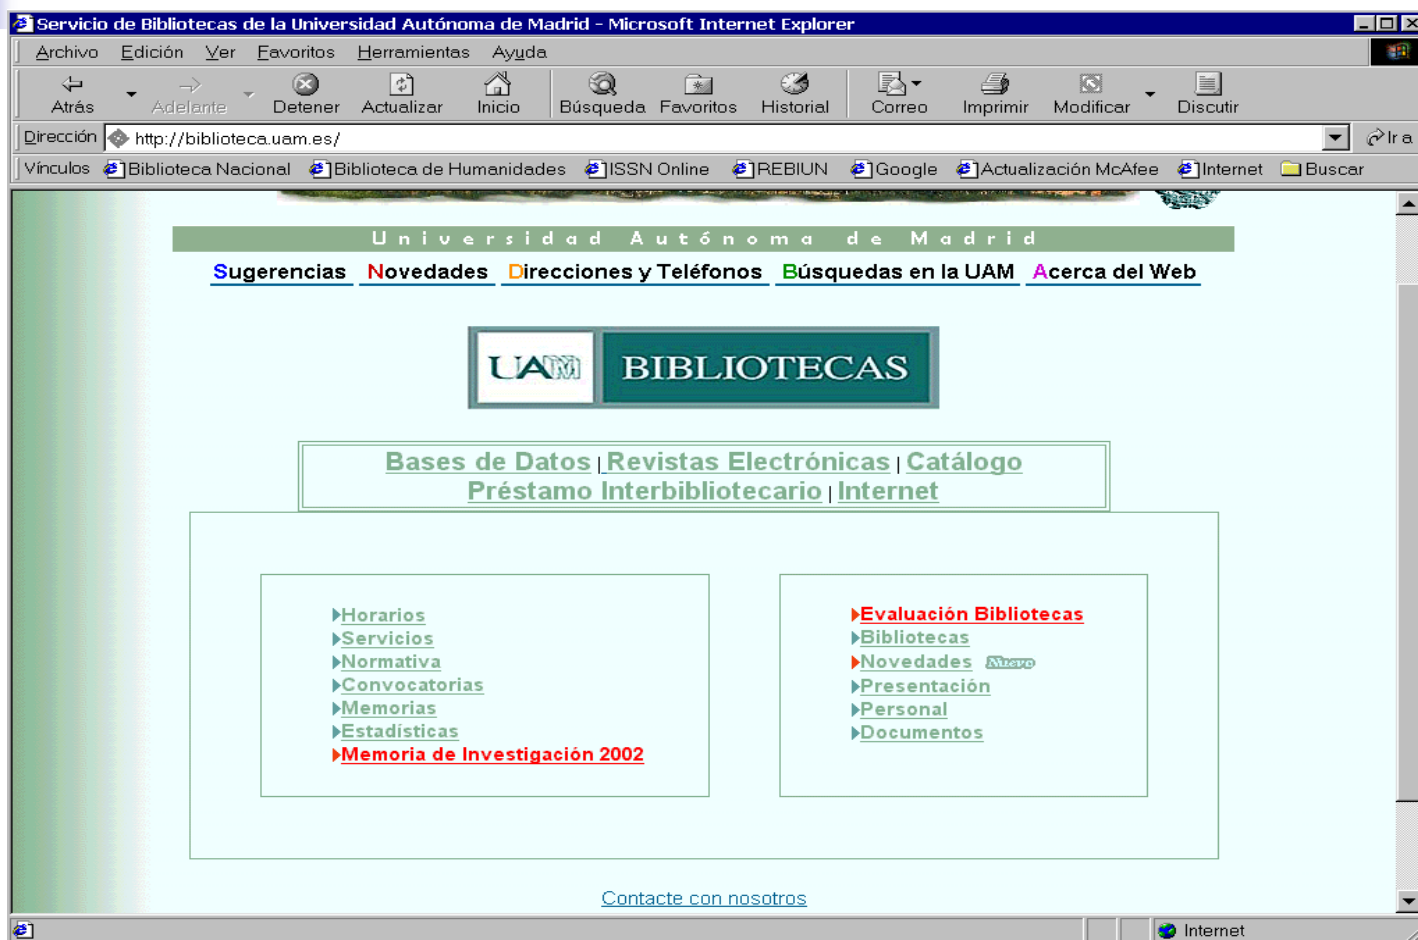 Servicio de Bibliotecas de la Universidad Autónoma de Madrid - Microsoft Internet Explorer
Archivo Edición Ver Favoritos Herramientas Ayuda
Atrás Adelante Detener Actualizar Inicio Búsqueda Favoritos Historial Correo Imprimir Modificar Discutir
Dirección http://biblioteca.uam.es/ Ir a
Vínculos Biblioteca Nacional Biblioteca de Humanidades ISSN Online REBIUN Google Actualización McAfee Internet Buscar
Universidad Autónoma de Madrid
Sugerencias Novedades Direcciones y Teléfonos Búsquedas en la UAM Acerca del Web
UAM BIBLIOTECAS
Bases de Datos | Revistas Electrónicas | Catálogo
Préstamo Interbibliotecario | Internet
Horarios
Servicios
Normativa
Convocatorias
Memorias
Estadísticas
Memoria de Investigación 2002
Evaluación Bibliotecas
Bibliotecas
Novedades Nuevo
Presentación
Personal
Documentos
Contacte con nosotros
Internet